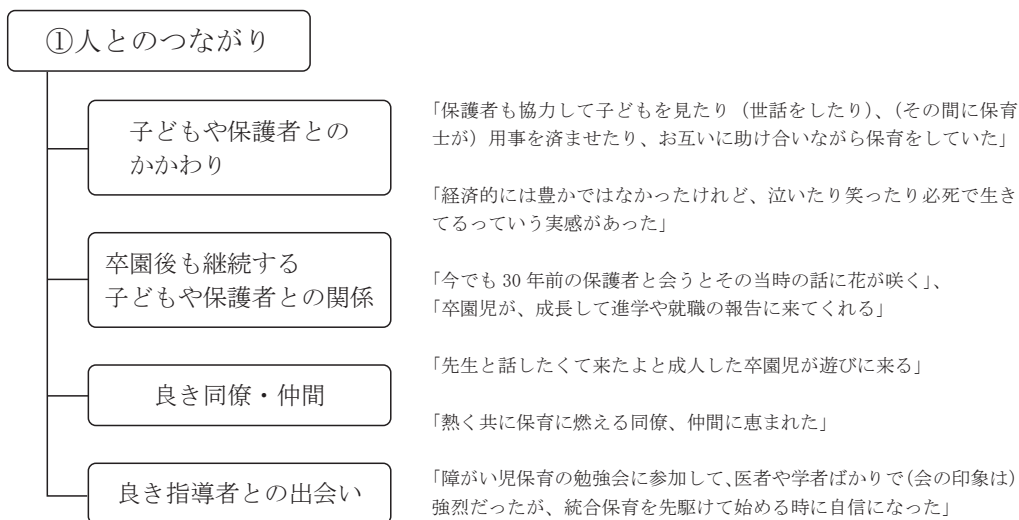 ①人とのつながり
子どもや保護者との
かかわり
「保護者も協力して子どもを見たり（世話をしたり）、（その間に保育
士が）用事を済ませたり、お互いに助け合いながら保育をしていた」
「経済的には豊かではなかったけれど、泣いたり笑ったり必死で生き
てるっていう実感があった」
卒園後も継続する
子どもや保護者との関係
「今でも 30 年前の保護者と会うとその当時の話に花が咲く」、
「卒園児が、成長して進学や就職の報告に来てくれる」
「先生と話したくて来たよと成人した卒園児が遊びに来る」
良き同僚・仲間
「熱く共に保育に燃える同僚、仲間に恵まれた」
良き指導者との出会い
「障がい児保育の勉強会に参加して、医者や学者ばかりで（会の印象は）
強烈だったが、統合保育を先駆けて始める時に自信になった」